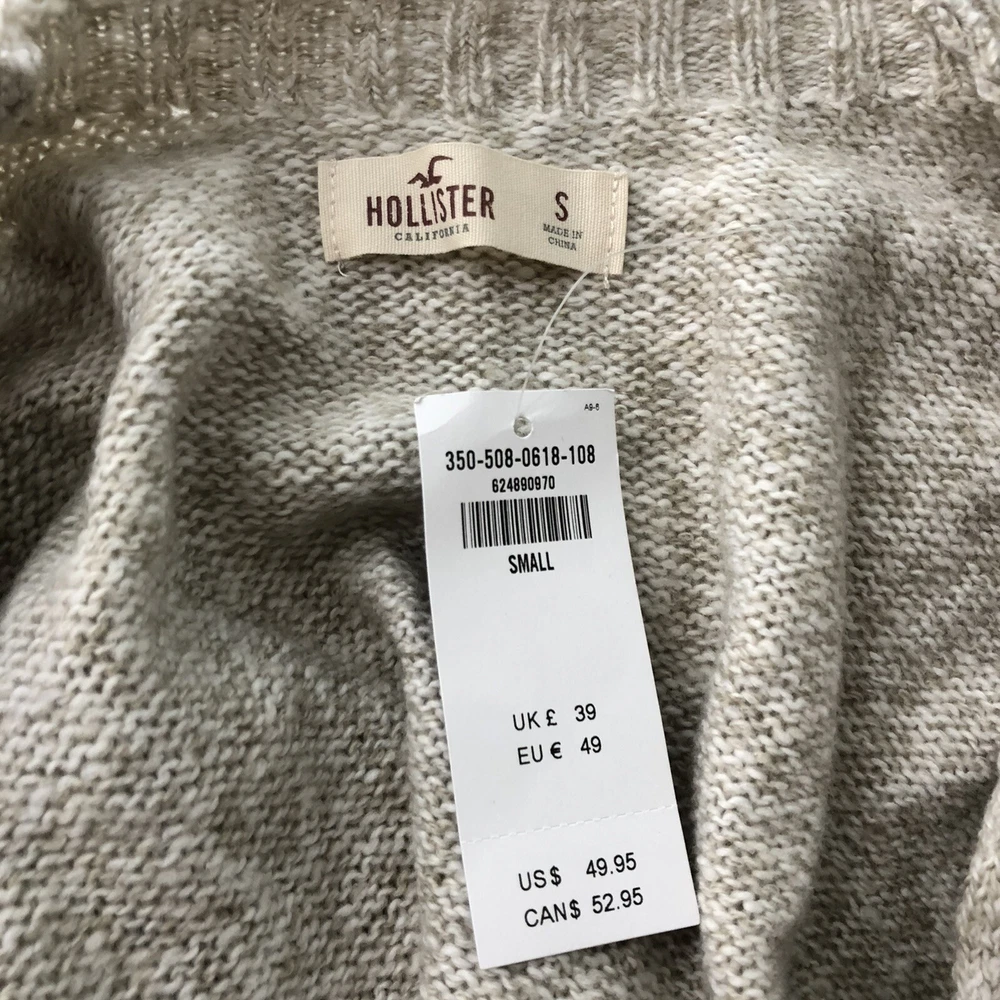 HOLLISTER
CALIFORNIA
S
MADE IN
CHINA
A9-6
350-508-0618-108
624890970
SMALL
UK £ 39
EU € 49
US $ 49.95
CAN $ 52.95